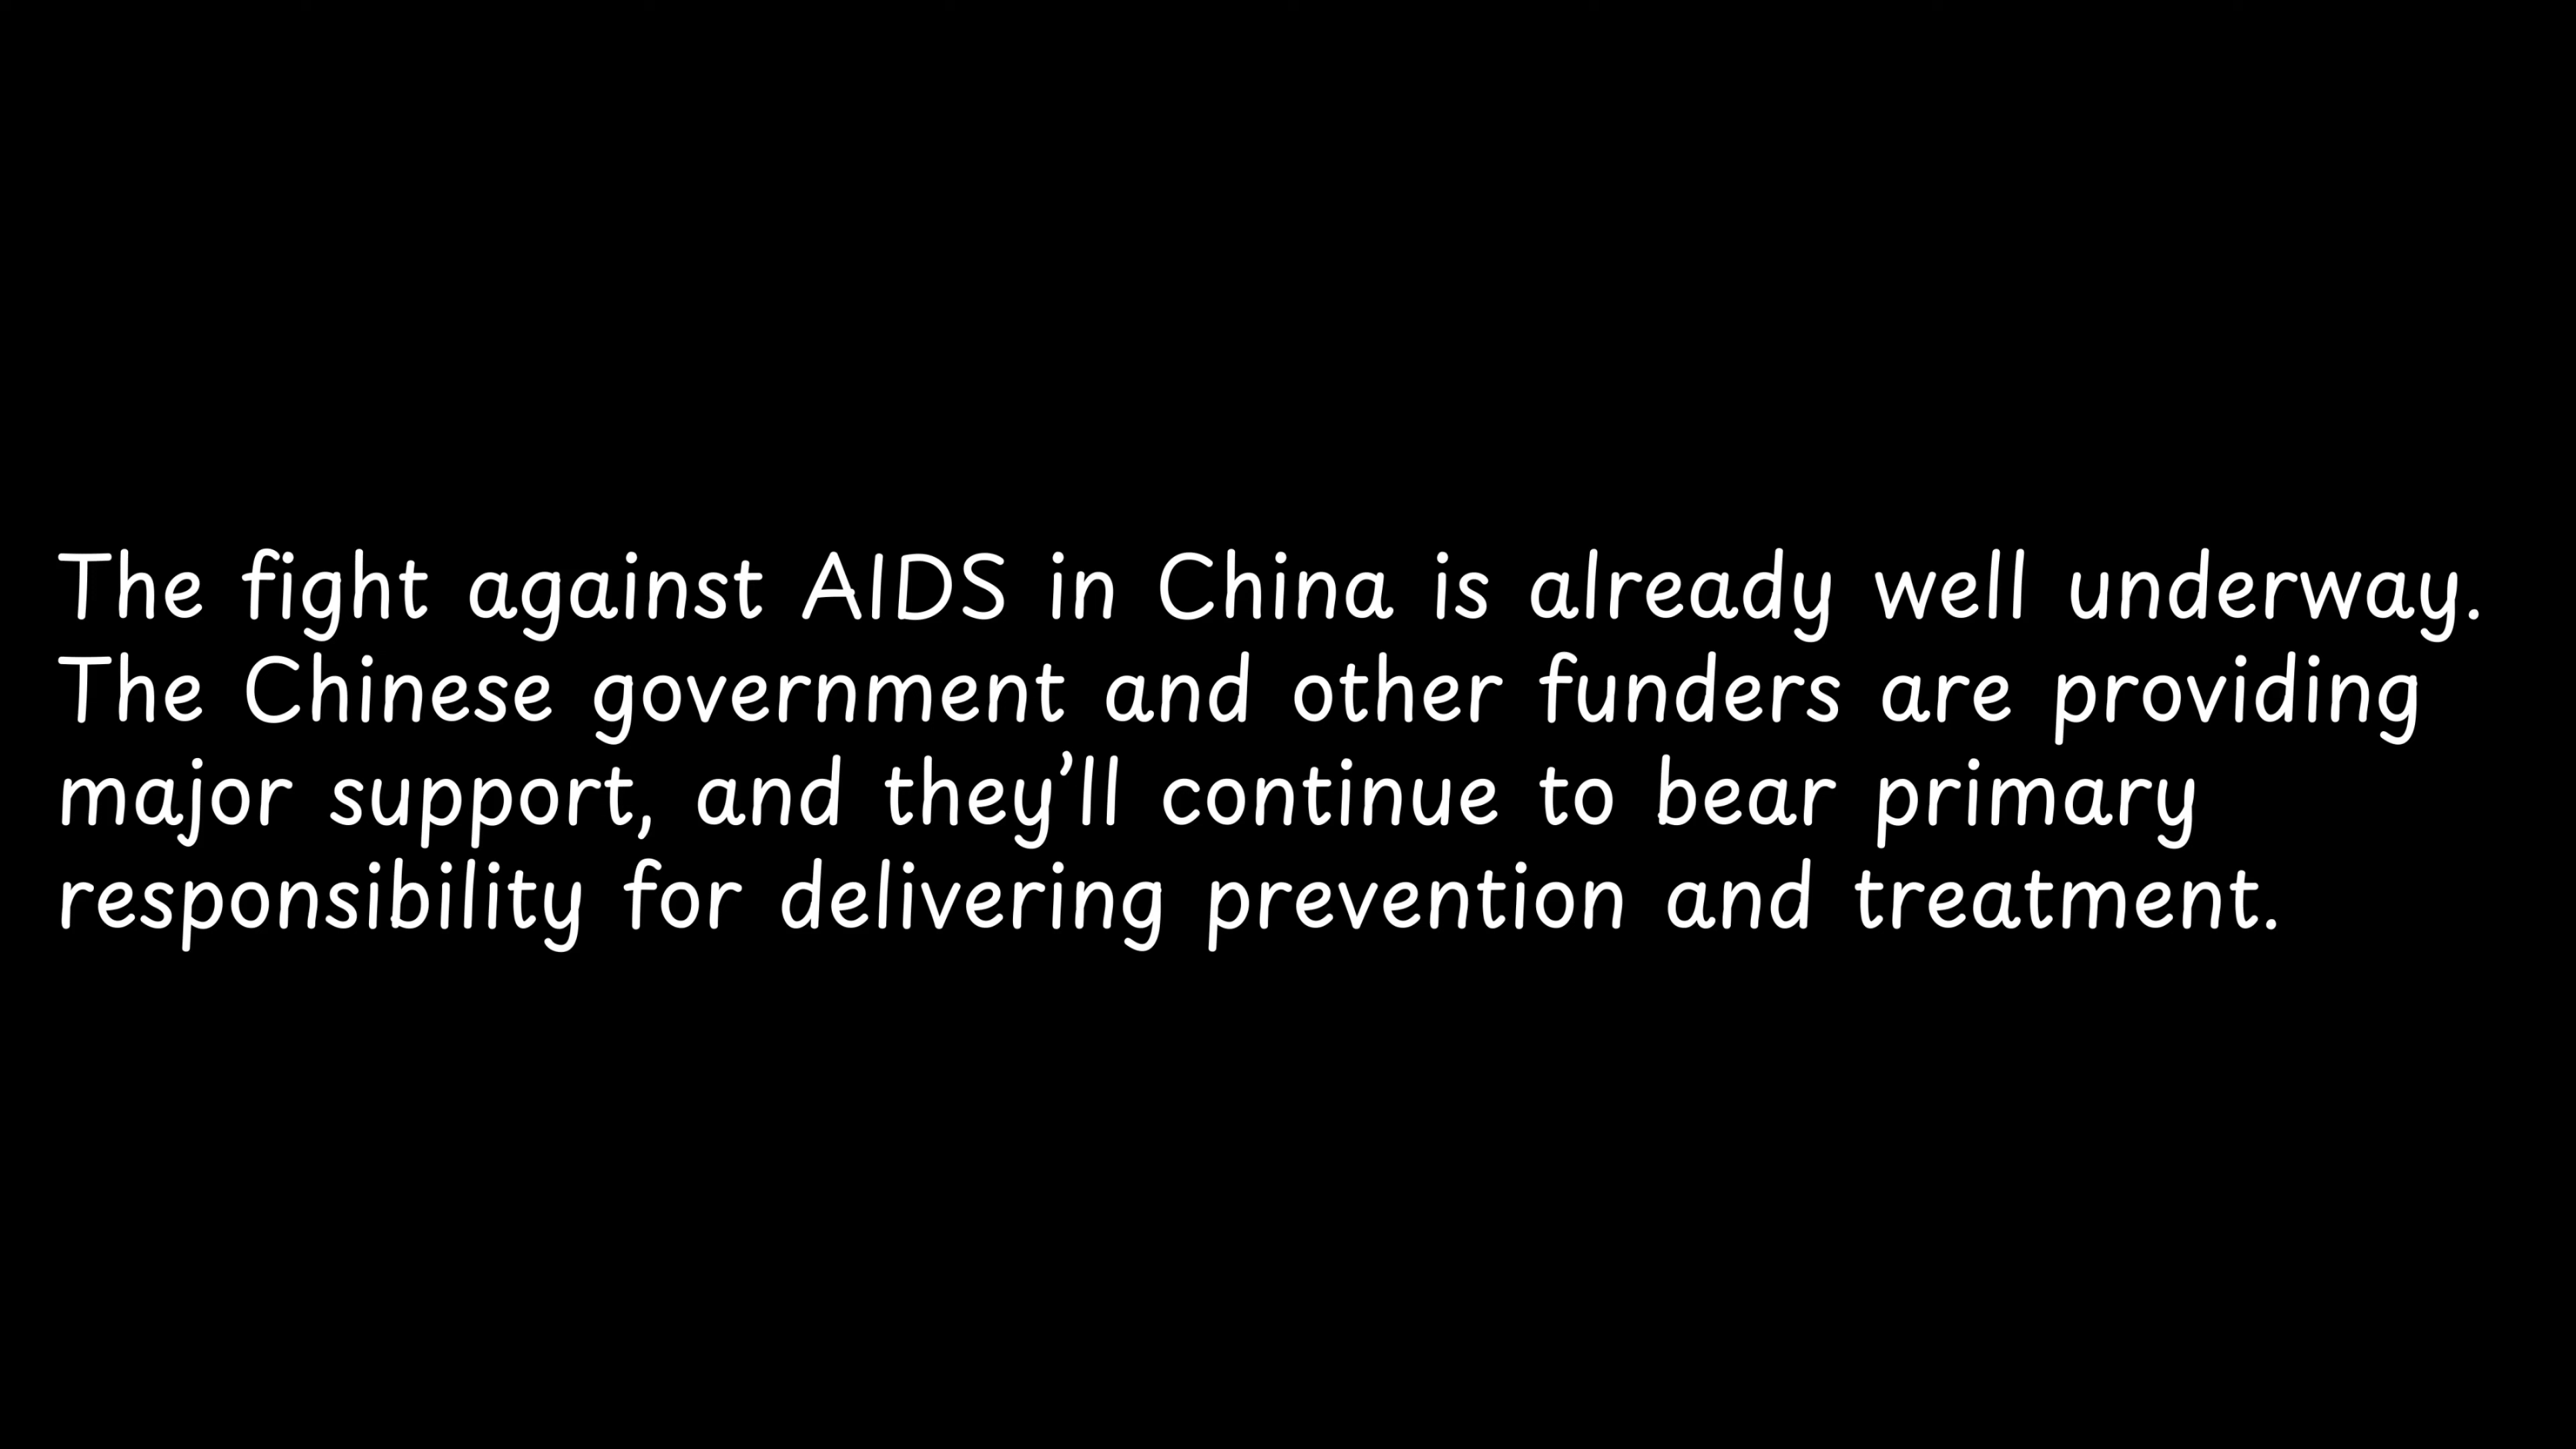 The fight against AIDS in China is already well underway.
The Chinese government and other funders are providing
major support, and they’ll continue to bear primary
responsibility for delivering prevention and treatment.